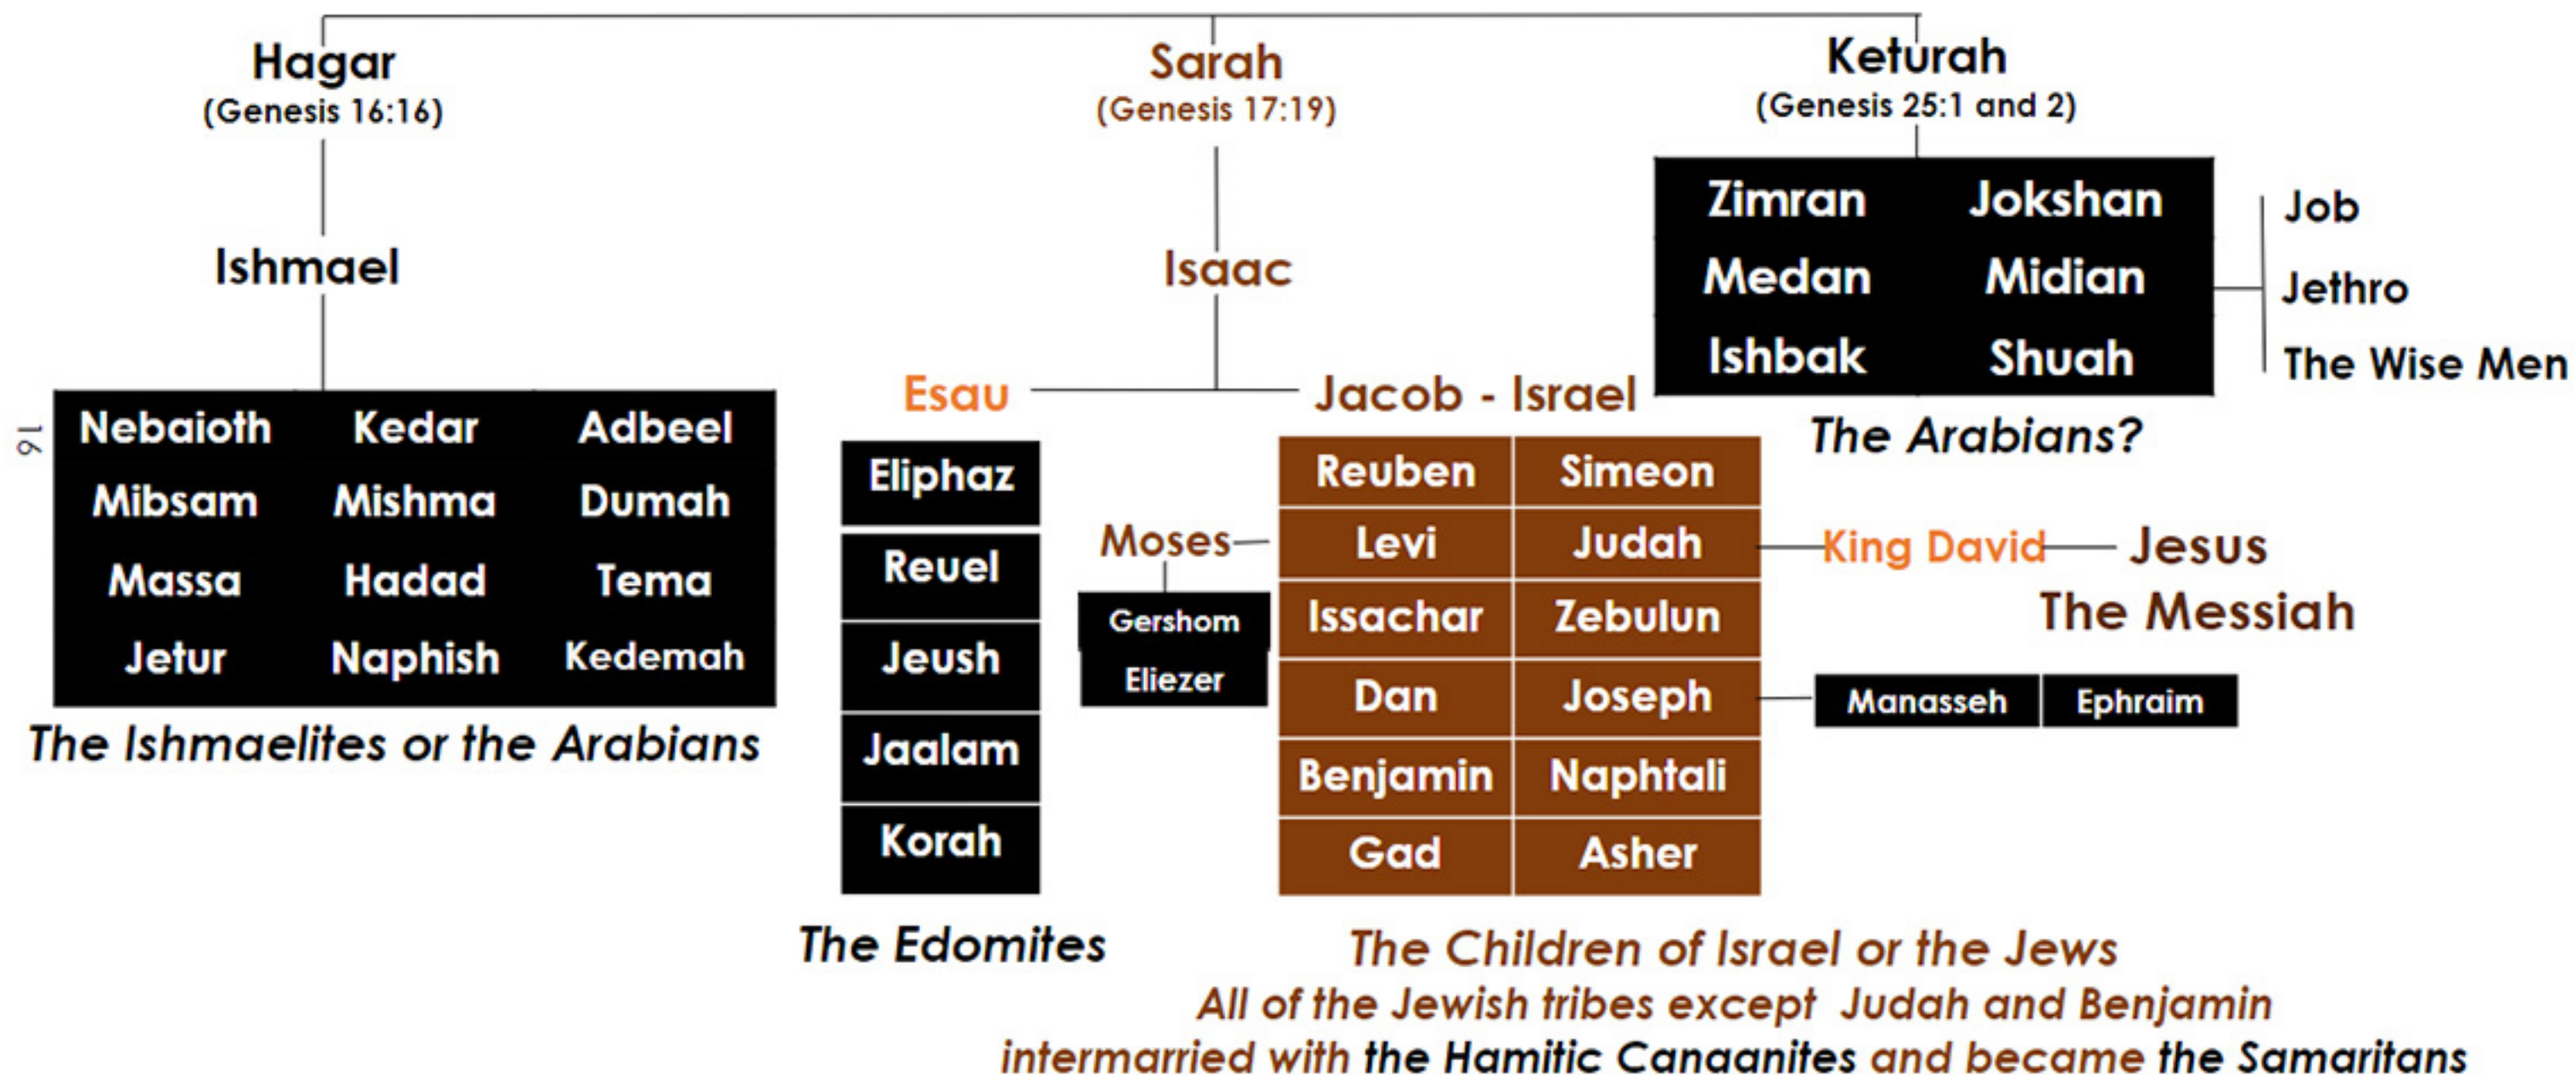 Hagar
(Genesis 16:16)
Sarah
(Genesis 17:19)
Keturah
(Genesis 25:1 and 2)
Ishmael
Isaac
Zimran Jokshan
Medan Midian
Ishbak Shuah
Job
Jethro
The Wise Men
The Arabians?
Esau
Jacob - Israel
16
Nebaioth Kedar Adbeel
Mibsam Mishma Dumah
Massa Hadad Tema
Jetur Naphish Kedemah
The Ishmaelites or the Arabians
Eliphaz
Reuel
Jeush
Jaalam
Korah
The Edomites
Moses
Gershom
Eliezer
Reuben Simeon
Levi Judah
Issachar Zebulun
Dan Joseph
Benjamin Naphtali
Gad Asher
King David
Jesus
The Messiah
Manasseh Ephraim
The Children of Israel or the Jews
All of the Jewish tribes except Judah and Benjamin
intermarried with the Hamitic Canaanites and became the Samaritans